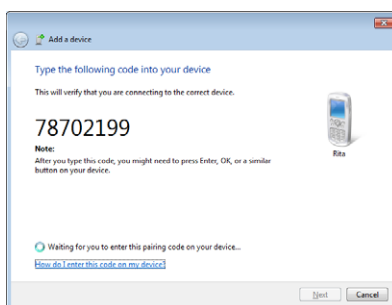 Add a device
Type the following code into your device
This will verify that you are connecting to the correct device.
78702199
Note:
After you type this code, you might need to press Enter, OK, or a similar
button on your device.
Rita
Waiting for you to enter this pairing code on your device...
How do I enter this code on my device?
Next
Cancel